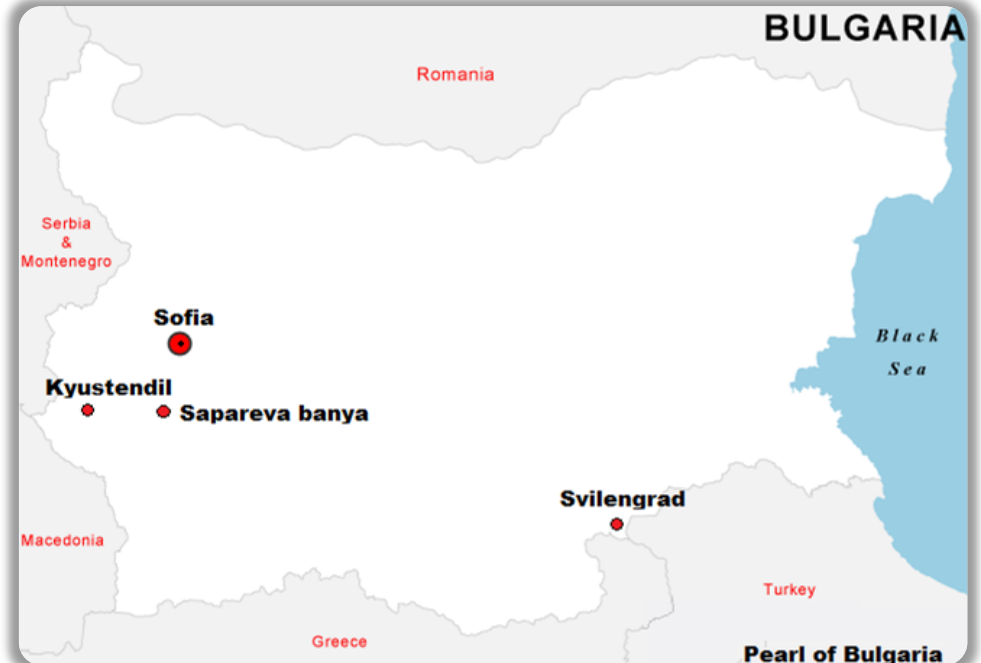 BULGARIA
Romania
Serbia
&
Montenegro
Sofia
Black
Sea
Kyustendil
Sapareva banya
Svilengrad
Macedonia
Turkey
Greece
Pearl of Bulgaria